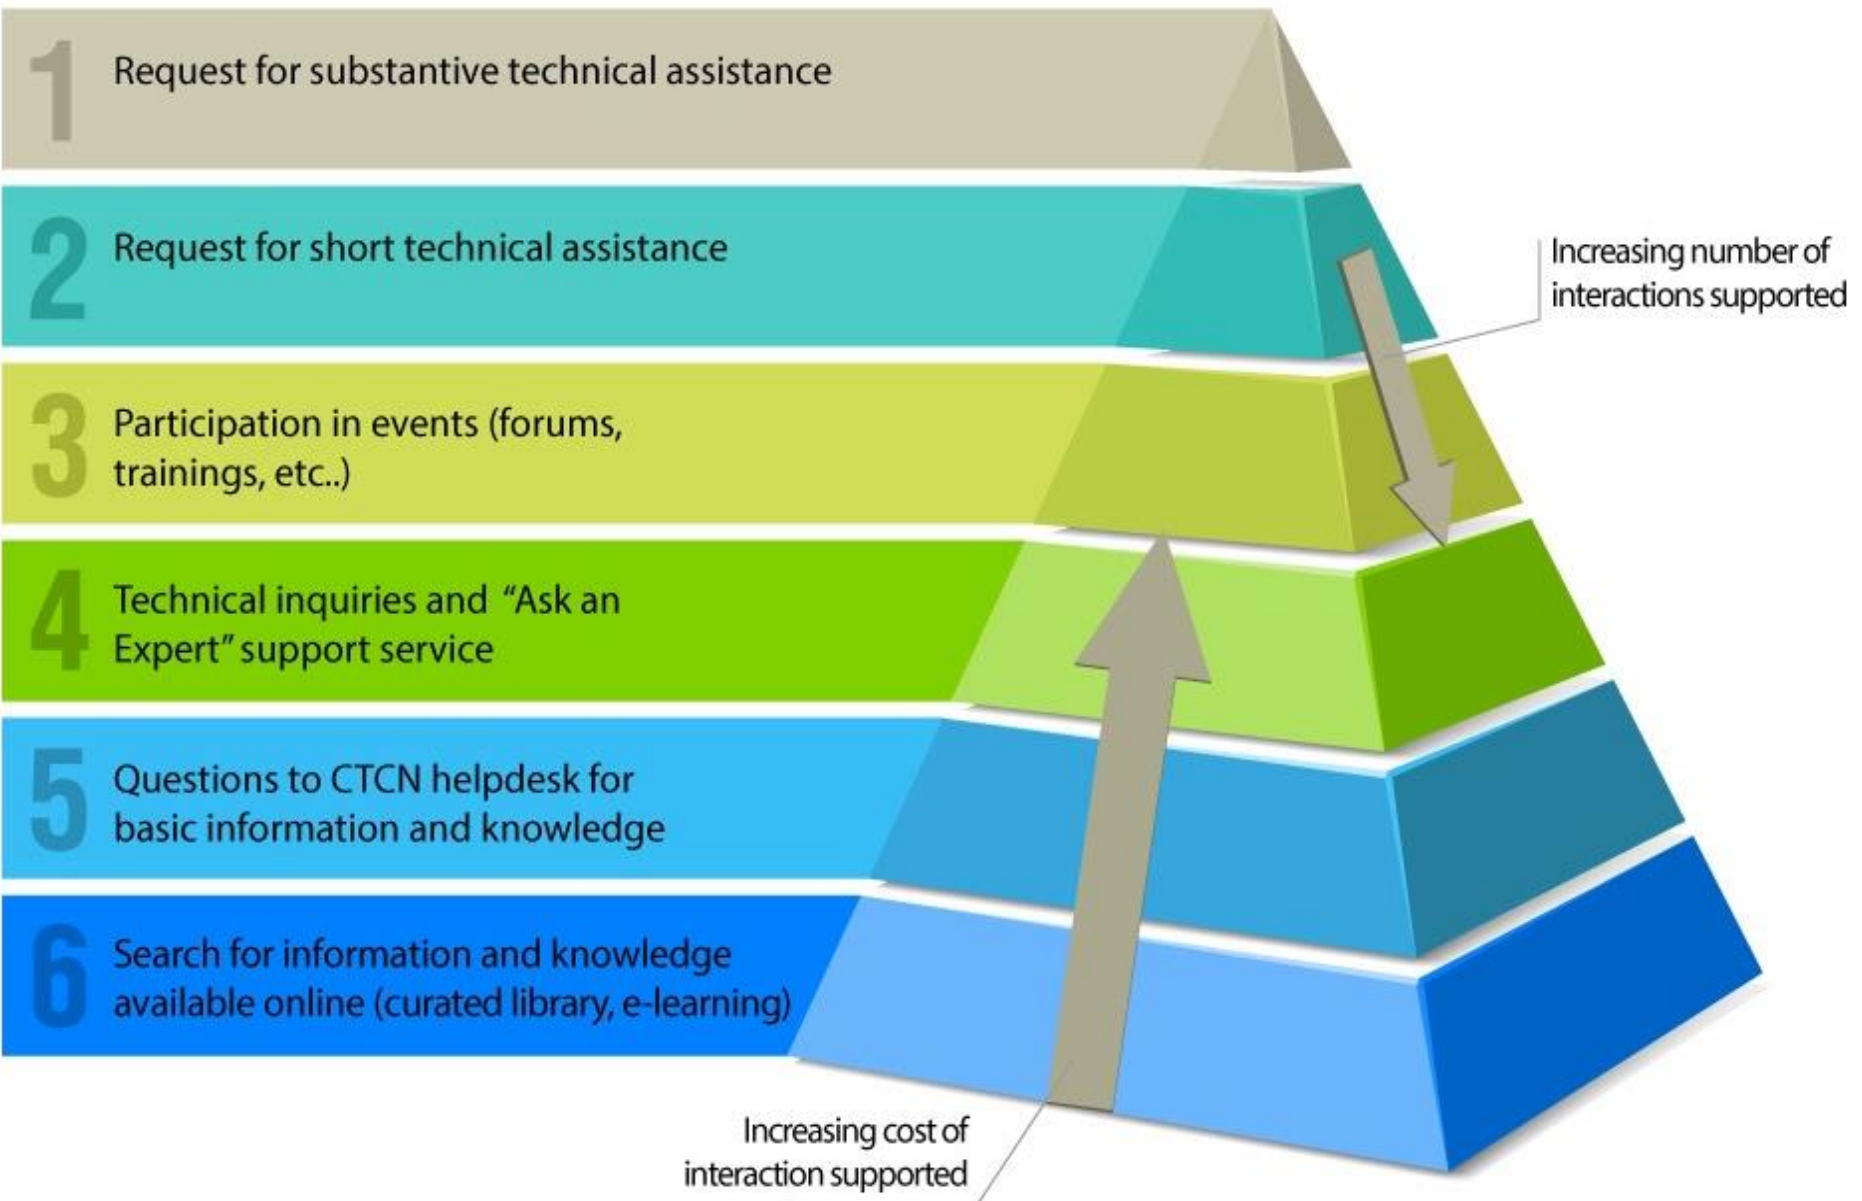 1
Request for substantive technical assistance
2
Request for short technical assistance
Increasing number of
interactions supported
3
Participation in events (forums,
trainings, etc..)
4
Technical inquiries and “Ask an
Expert” support service
5
Questions to CTCN helpdesk for
basic information and knowledge
6
Search for information and knowledge
available online (curated library, e-learning)
Increasing cost of
interaction supported